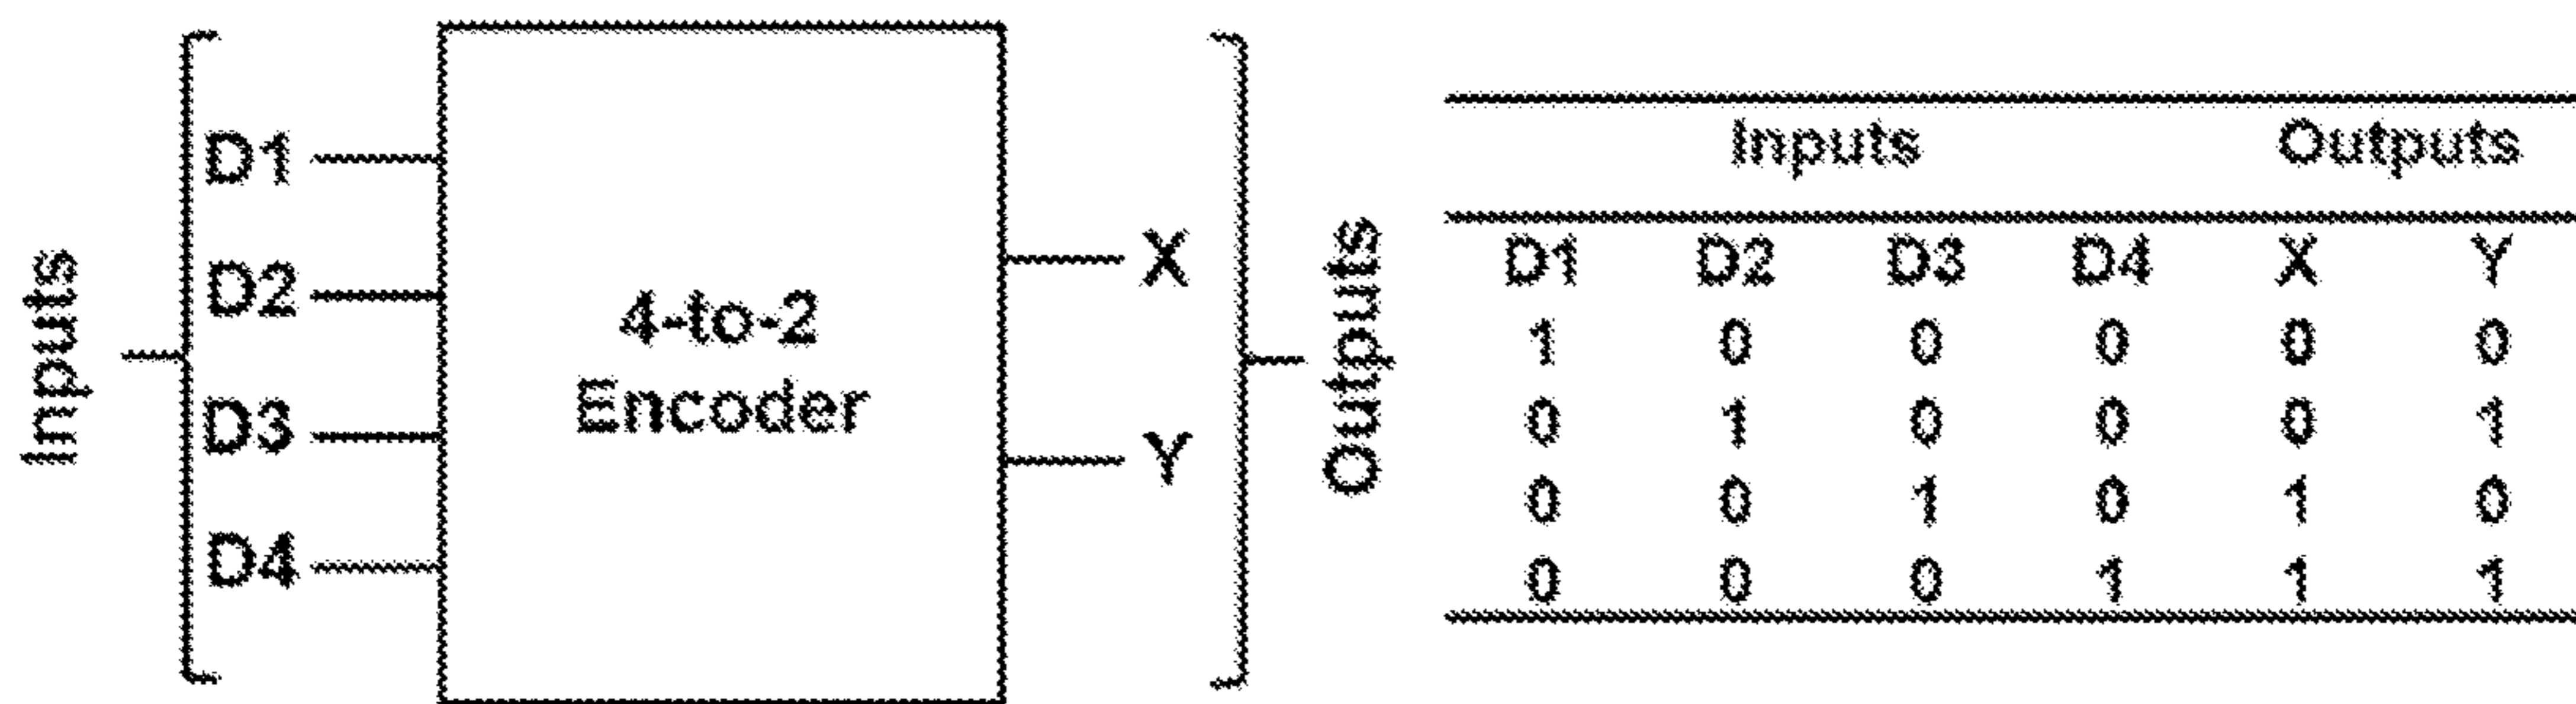 Inputs
D1
D2
D3
D4
4-to-2
Encoder
X
Y
Outputs
Inputs Outputs
D1 D2 D3 D4 X Y
1 0 0 0 0 0
0 1 0 0 0 1
0 0 1 0 1 0
0 0 0 1 1 1